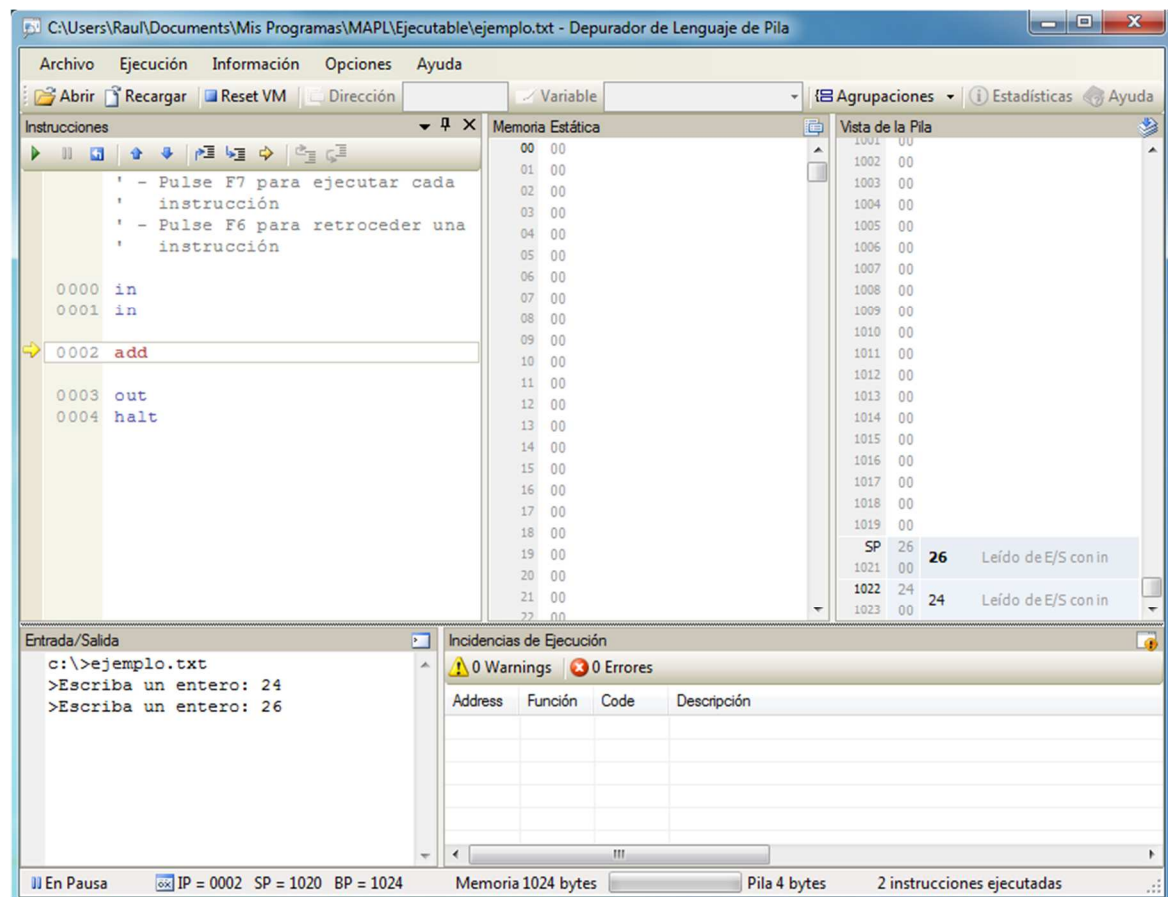 C:\Users\Raul\Documents\Mis Programas\MAPL\Ejecutable\ejemplo.txt - Depurador de Lenguaje de Pila
Archivo Ejecución Información Opciones Ayuda
Abrir Recargar Reset VM Dirección Variable Agrupaciones Estadísticas Ayuda
Instrucciones
' - Pulse F7 para ejecutar cada
' instrucción
' - Pulse F6 para retroceder una
' instrucción
0000 in
0001 in
0002 add
0003 out
0004 halt
Memoria Estática
00 00
01 00
02 00
03 00
04 00
05 00
06 00
07 00
08 00
09 00
10 00
11 00
12 00
13 00
14 00
15 00
16 00
17 00
18 00
19 00
20 00
21 00
22 00
Vista de la Pila
1001 00
1002 00
1003 00
1004 00
1005 00
1006 00
1007 00
1008 00
1009 00
1010 00
1011 00
1012 00
1013 00
1014 00
1015 00
1016 00
1017 00
1018 00
1019 00
SP 26
26 Leído de E/S con in
1021 00
1022 24
24 Leído de E/S con in
1023 00
Entrada/Salida
c:\>ejemplo.txt
>Escriba un entero: 24
>Escriba un entero: 26
Incidencias de Ejecución
0 Warnings 0 Errores
Address Función Code Descripción
En Pausa IP = 0002 SP = 1020 BP = 1024 Memoria 1024 bytes Pila 4 bytes 2 instrucciones ejecutadas